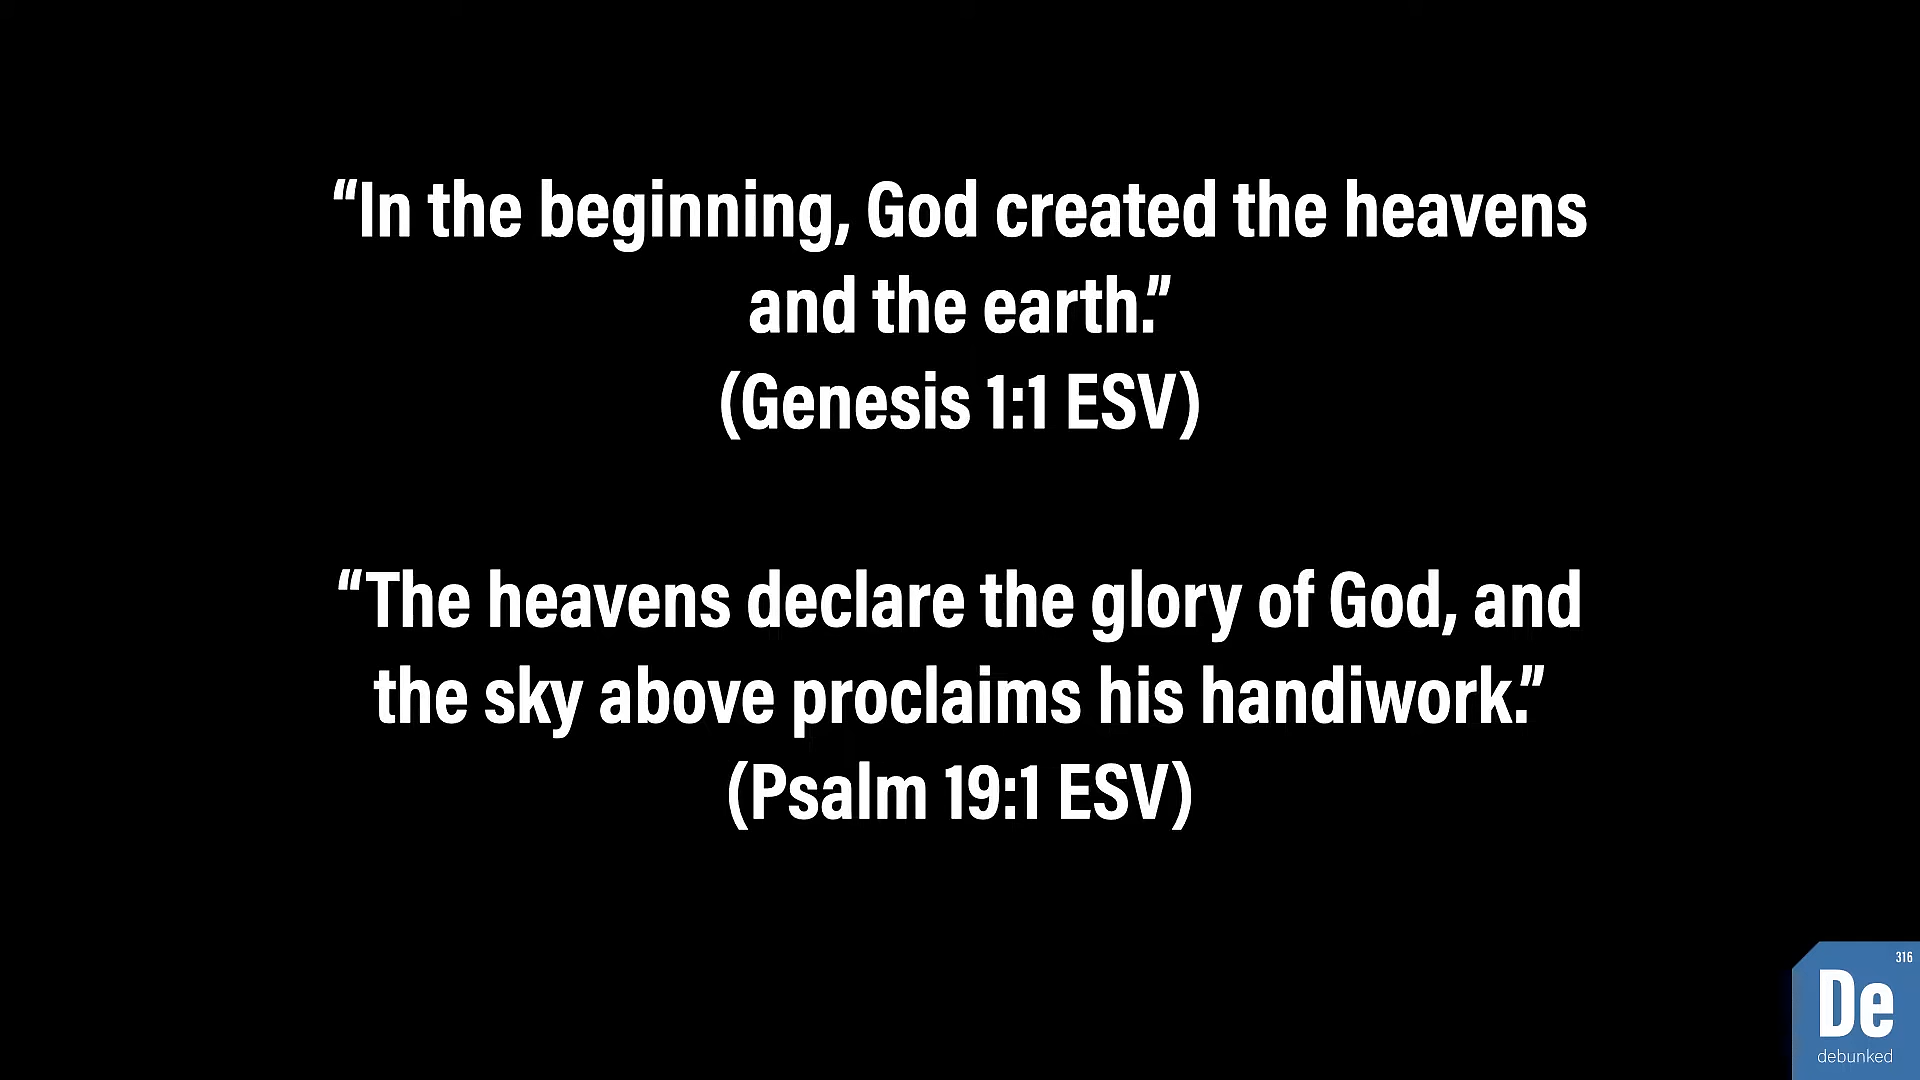 “In the beginning, God created the heavens
and the earth.”
(Genesis 1:1 ESV)
“The heavens declare the glory of God, and
the sky above proclaims his handiwork.”
(Psalm 19:1 ESV)
316
De
debunked